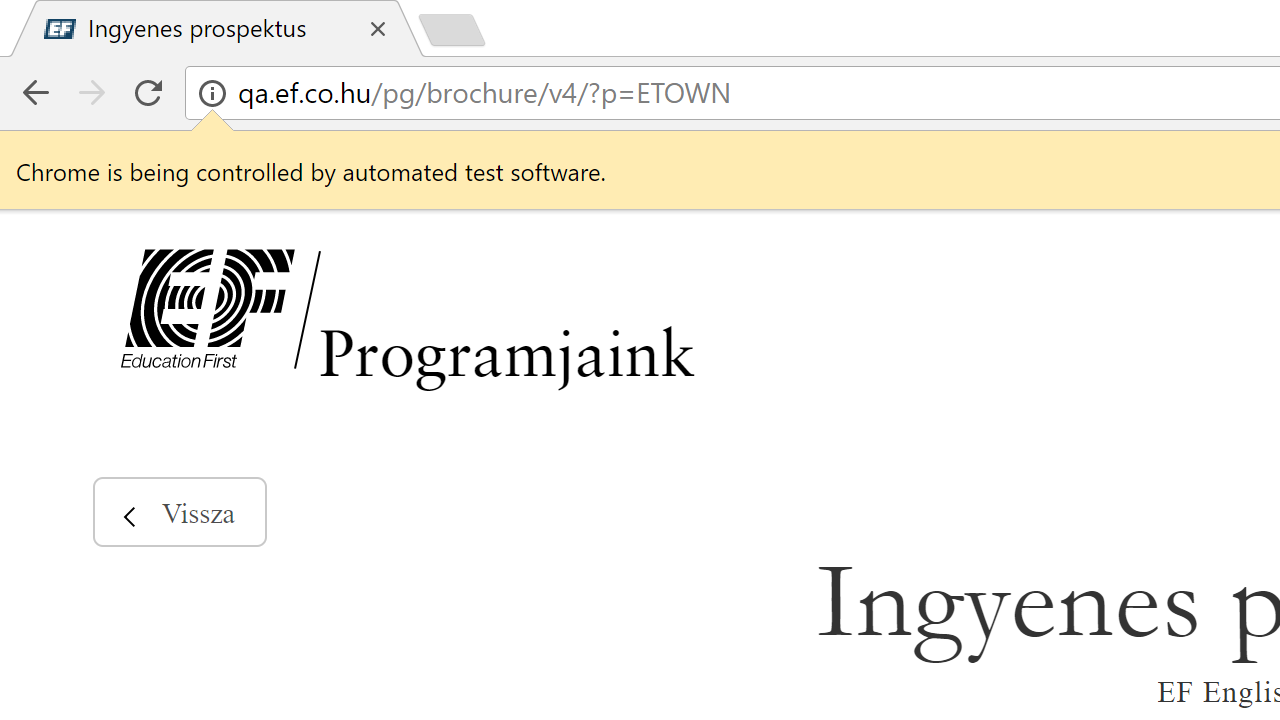 EF Ingyenes prospektus
qa.ef.co.hu/pg/brochure/v4/?p=ETOWN
Chrome is being controlled by automated test software.
EF
Education First
Programjaink
Vissza
Ingyenes p
EF Englis